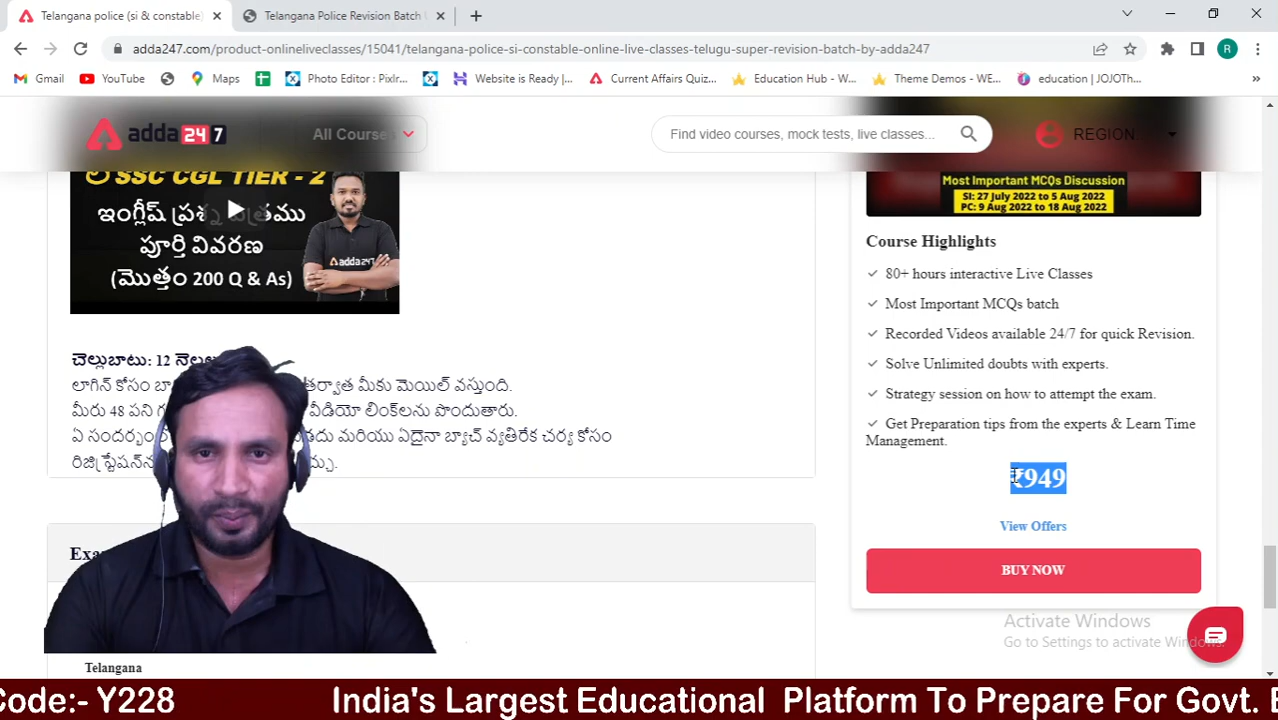 Telangana police (si & constable)
Telangana Police Revision Batch
adda247.com/product-onlineliveclasses/15041/telangana-police-si-constable-online-live-classes-telugu-super-revision-batch-by-adda247
R
Gmail
YouTube
Maps
Photo Editor : Pixlr...
Website is Ready |...
Current Affairs Quiz...
Education Hub - W...
Theme Demos - WE...
education | JOJOTh...
adda 24 7
All Course
Find video courses, mock tests, live classes...
REGION
SSC CGL TIER - 2
ఇంగ్లీష్ ప్రశ్న పత్రము
పూర్తి వివరణ
(మొత్తం 200 Q & As)
adda247
Most Important MCQs Discussion
SI: 27 July 2022 to 5 Aug 2022
PC: 9 Aug 2022 to 18 Aug 2022
Course Highlights
80+ hours interactive Live Classes
Most Important MCQs batch
Recorded Videos available 24/7 for quick Revision.
Solve Unlimited doubts with experts.
Strategy session on how to attempt the exam.
Get Preparation tips from the experts & Learn Time
Management.
₹949
View Offers
BUY NOW
చెల్లుబాటు: 12 నెలలు
లాగిన్ కోసం తర్వాత మీకు మెయిల్ వస్తుంది.
మీరు 48 పని వీడియో లింక్‌లను పొందుతారు.
ఏ మరియు ఏదైనా బ్యాచ్ వ్యతిరేక చర్య కోసం
Telangana
Activate Windows
Go to Settings to activate Windows.
Code:- Y228
India's Largest Educational Platform To Prepare For Govt.